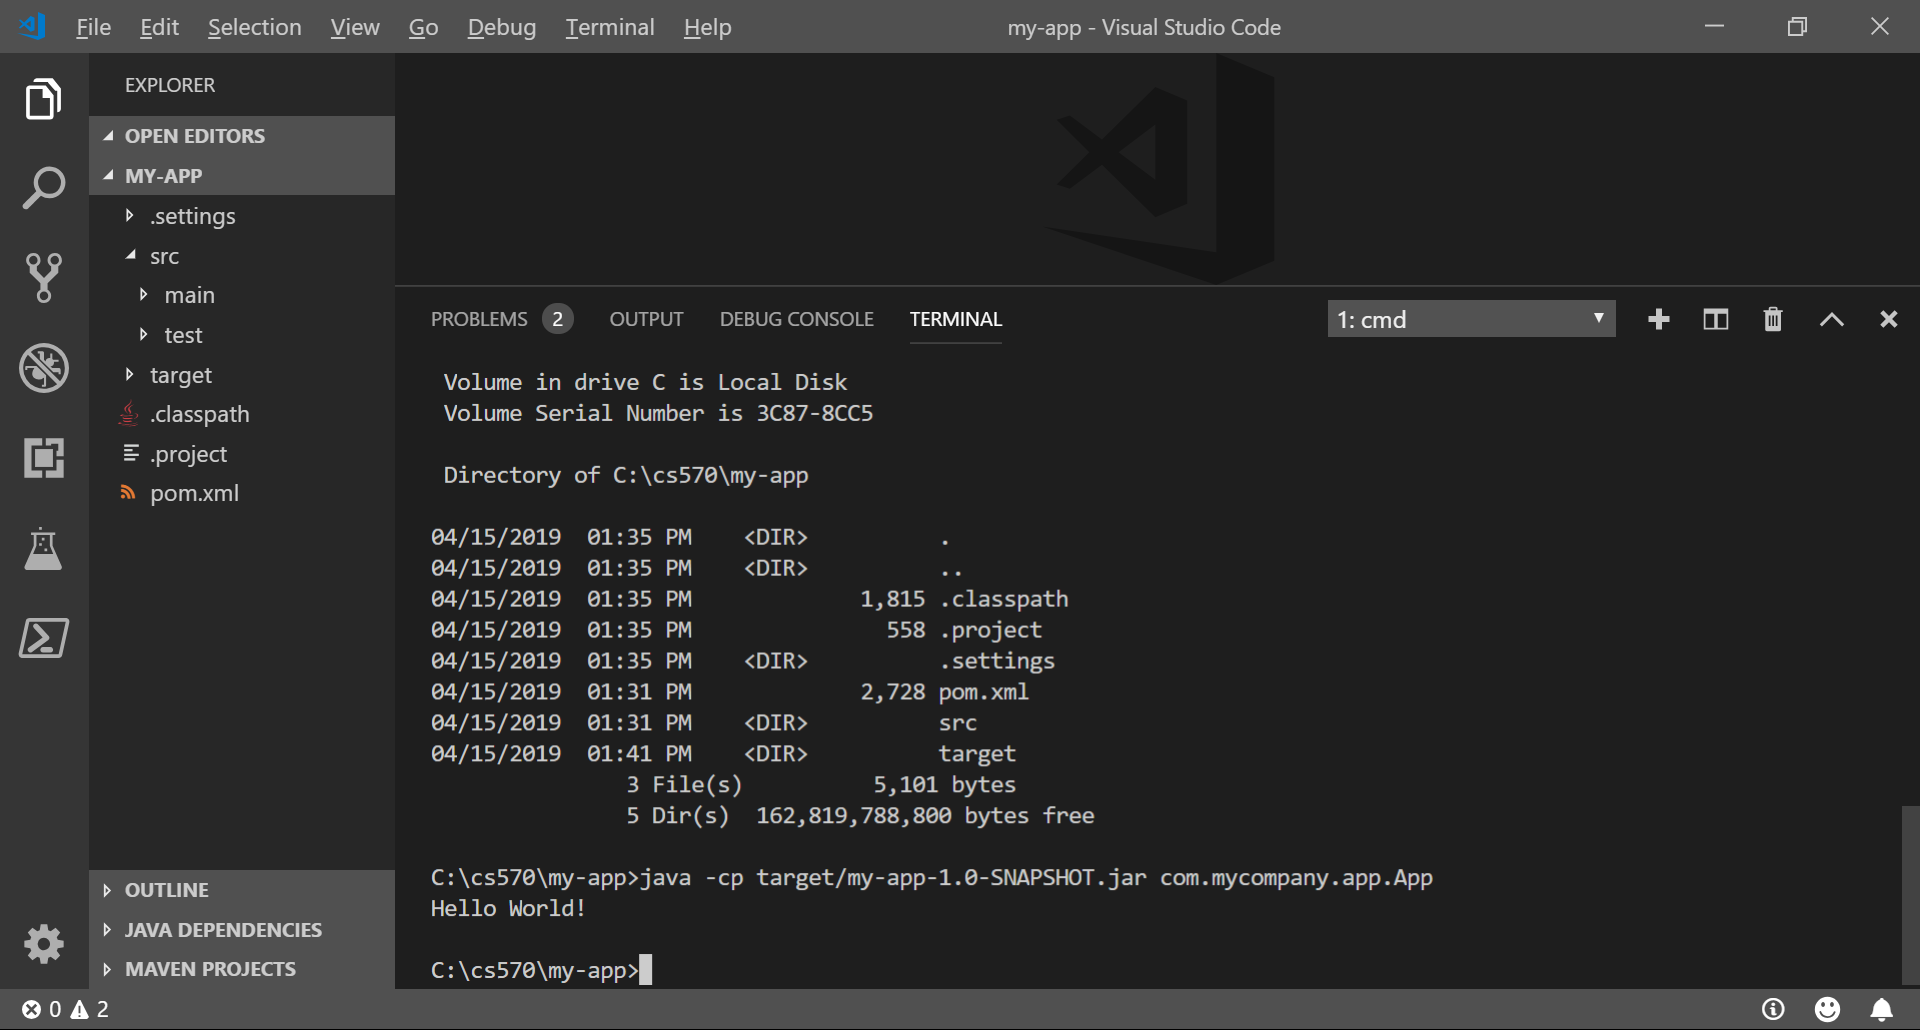 File Edit Selection View Go Debug Terminal Help my-app - Visual Studio Code
EXPLORER
OPEN EDITORS
MY-APP
.settings
src
main
test
target
.classpath
.project
pom.xml
OUTLINE
JAVA DEPENDENCIES
MAVEN PROJECTS
PROBLEMS 2 OUTPUT DEBUG CONSOLE TERMINAL 1: cmd
Volume in drive C is Local Disk
Volume Serial Number is 3C87-8CC5
Directory of C:\cs570\my-app
04/15/2019 01:35 PM <DIR> .
04/15/2019 01:35 PM <DIR> ..
04/15/2019 01:35 PM 1,815 .classpath
04/15/2019 01:35 PM 558 .project
04/15/2019 01:35 PM <DIR> .settings
04/15/2019 01:31 PM 2,728 pom.xml
04/15/2019 01:31 PM <DIR> src
04/15/2019 01:41 PM <DIR> target
3 File(s) 5,101 bytes
5 Dir(s) 162,819,788,800 bytes free
C:\cs570\my-app>java -cp target/my-app-1.0-SNAPSHOT.jar com.mycompany.app.App
Hello World!
C:\cs570\my-app>
0 2